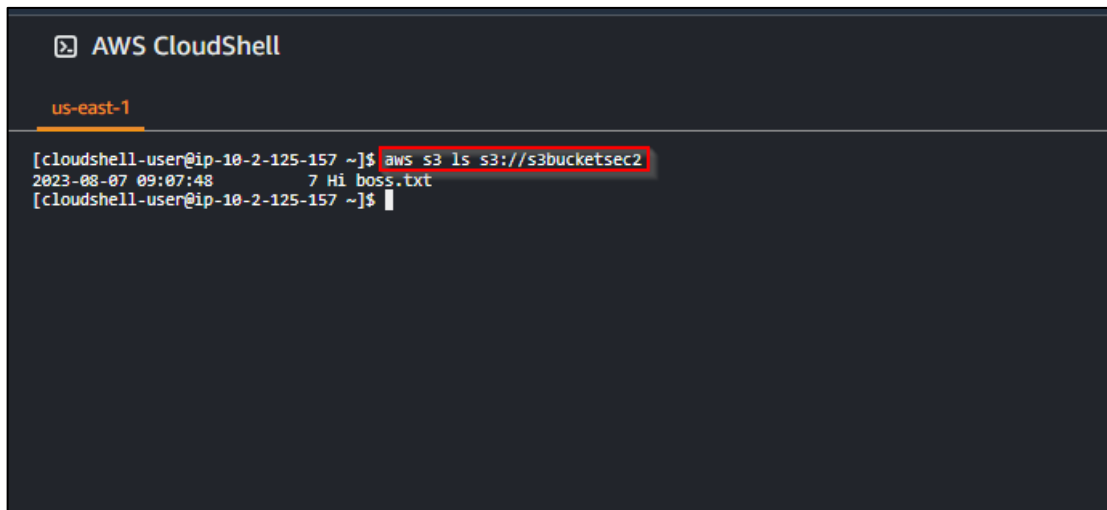 AWS CloudShell
us-east-1
[cloudshell-user@ip-10-2-125-157 ~]$ aws s3 ls s3://s3bucketsec2
2023-08-07 09:07:48          7 Hi boss.txt
[cloudshell-user@ip-10-2-125-157 ~]$